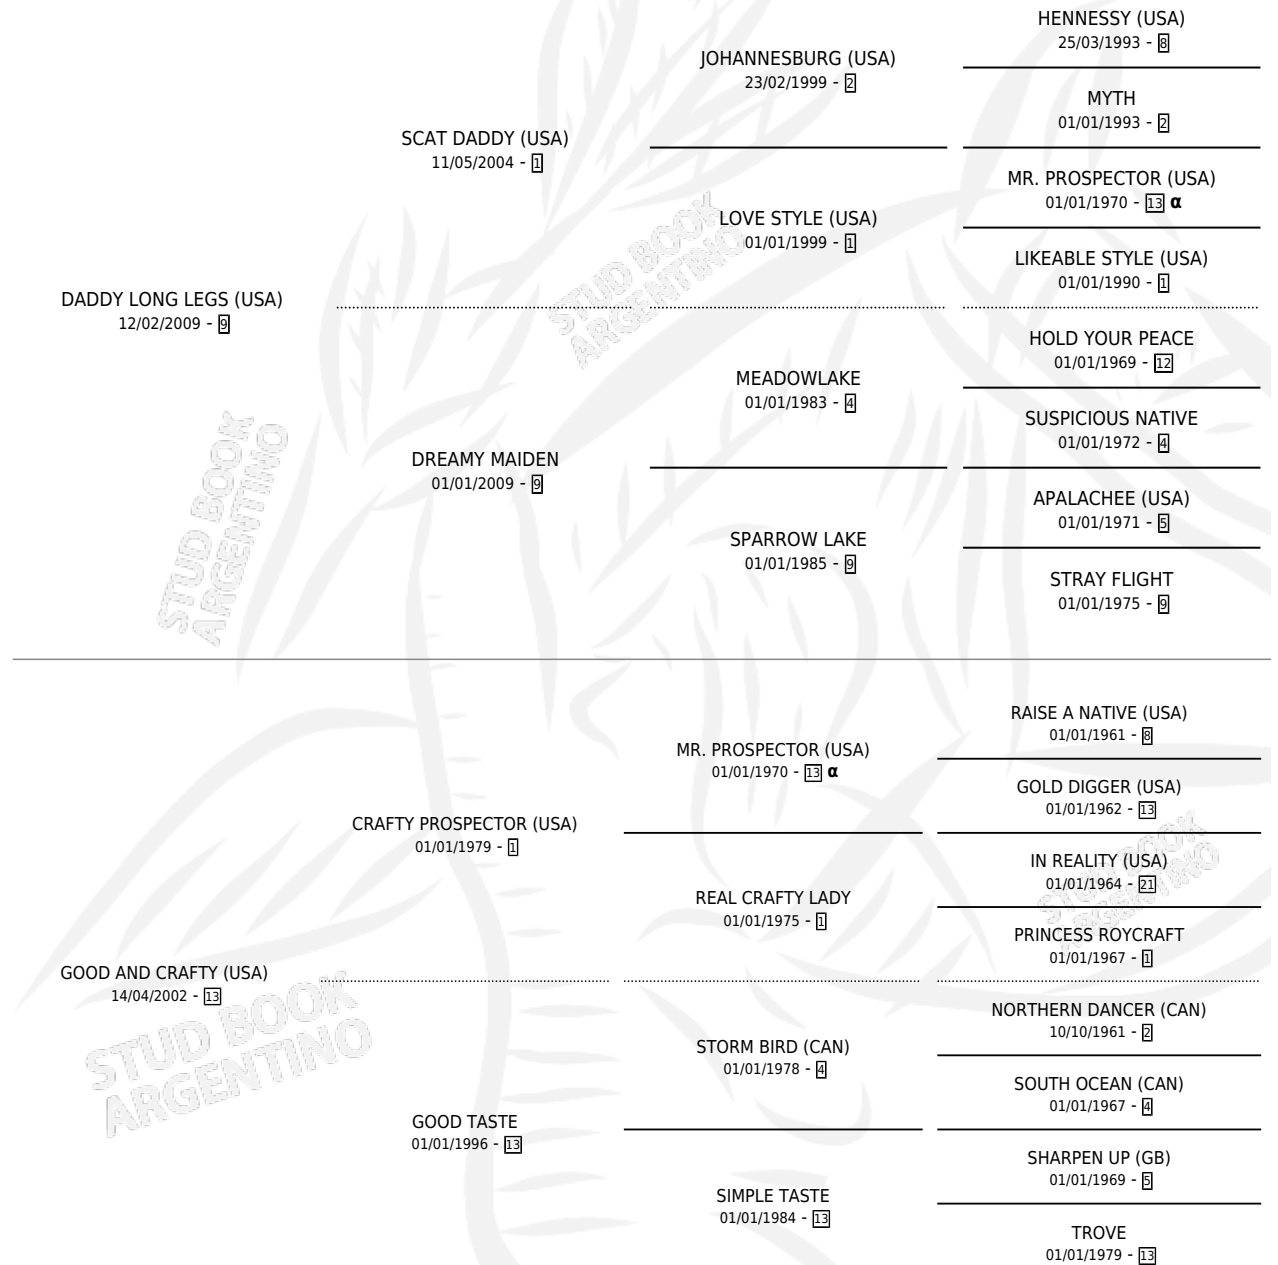 HENNESSY (USA)
25/03/1993 - 8
JOHANNESBURG (USA)
23/02/1999 - 2
MYTH
01/01/1993 - 2
SCAT DADDY (USA)
11/05/2004 - 1
MR. PROSPECTOR (USA)
01/01/1970 - 13 α
LOVE STYLE (USA)
01/01/1999 - 1
LIKEABLE STYLE (USA)
01/01/1990 - 1
DADDY LONG LEGS (USA)
12/02/2009 - 9
HOLD YOUR PEACE
01/01/1969 - 12
MEADOWLAKE
01/01/1983 - 4
SUSPICIOUS NATIVE
01/01/1972 - 4
DREAMY MAIDEN
01/01/2009 - 9
APALACHEE (USA)
01/01/1971 - 5
SPARROW LAKE
01/01/1985 - 9
STRAY FLIGHT
01/01/1975 - 9
STUD BOOK
ARGENTINO
STUD BOOK
ARGENTINO
RAISE A NATIVE (USA)
01/01/1961 - 8
MR. PROSPECTOR (USA)
01/01/1970 - 13 α
GOLD DIGGER (USA)
01/01/1962 - 13
CRAFTY PROSPECTOR (USA)
01/01/1979 - 1
IN REALITY (USA)
01/01/1964 - 21
REAL CRAFTY LADY
01/01/1975 - 1
PRINCESS ROYCRAFT
01/01/1967 - 1
GOOD AND CRAFTY (USA)
14/04/2002 - 13
NORTHERN DANCER (CAN)
10/10/1961 - 2
STORM BIRD (CAN)
01/01/1978 - 4
SOUTH OCEAN (CAN)
01/01/1967 - 4
GOOD TASTE
01/01/1996 - 13
SHARPEN UP (GB)
01/01/1969 - 5
SIMPLE TASTE
01/01/1984 - 13
TROVE
01/01/1979 - 13
STUD BOOK
ARGENTINO
STUD BOOK
ARGENTINO